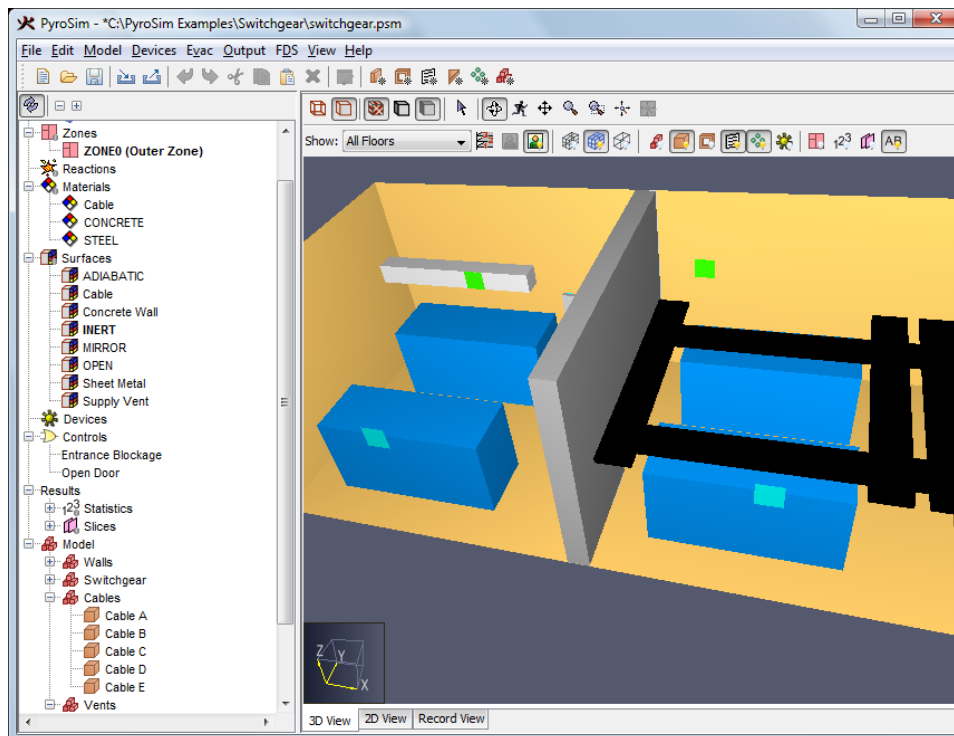 PyroSim - *C:\PyroSim Examples\Switchgear\switchgear.psm
File Edit Model Devices Evac Output FDS View Help
Show: All Floors
123
AB
Zones
ZONE0 (Outer Zone)
Reactions
Materials
Cable
CONCRETE
STEEL
Surfaces
ADIABATIC
Cable
Concrete Wall
INERT
MIRROR
OPEN
Sheet Metal
Supply Vent
Devices
Controls
Entrance Blockage
Open Door
Results
123 Statistics
Slices
Model
Walls
Switchgear
Cables
Cable A
Cable B
Cable C
Cable D
Cable E
Vents
Z
Y
X
3D View 2D View Record View